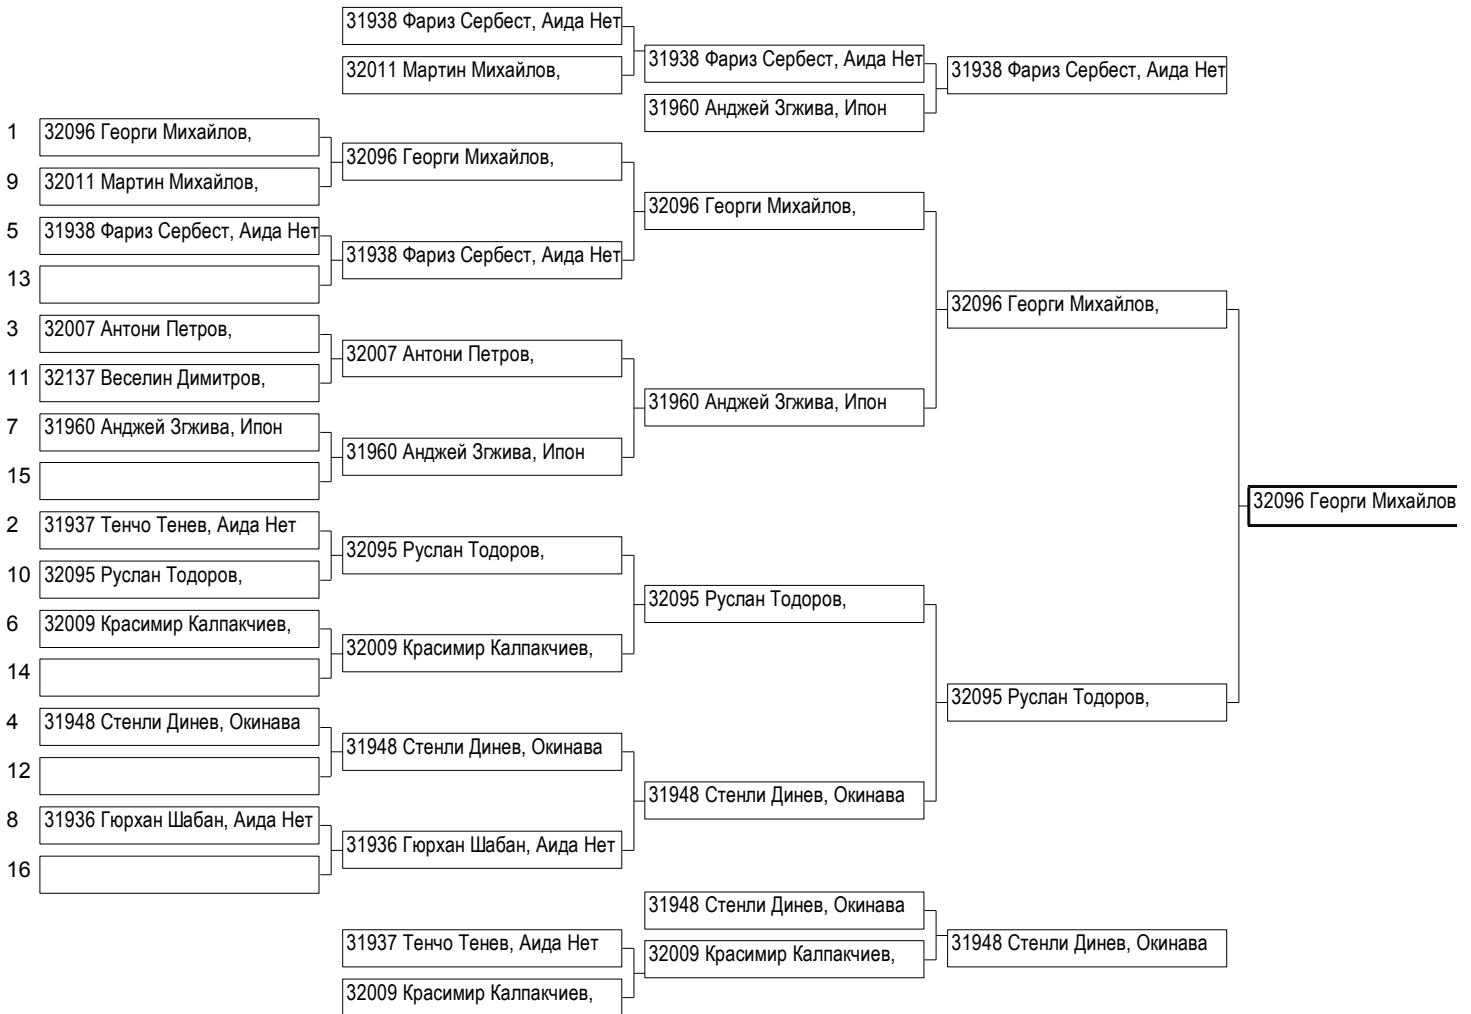 31938 Фариз Сербест, Аида Нет
32011 Мартин Михайлов,
31938 Фариз Сербест, Аида Нет
31960 Анджей Згжива, Ипон
31938 Фариз Сербест, Аида Нет
1 32096 Георги Михайлов,
9 32011 Мартин Михайлов,
5 31938 Фариз Сербест, Аида Нет
13
3 32007 Антони Петров,
11 32137 Веселин Димитров,
7 31960 Анджей Згжива, Ипон
15
2 31937 Тенчо Тенев, Аида Нет
10 32095 Руслан Тодоров,
6 32009 Красимир Калпакчиев,
14
4 31948 Стенли Динев, Окинава
12
8 31936 Гюрхан Шабан, Аида Нет
16
32096 Георги Михайлов,
31938 Фариз Сербест, Аида Нет
32007 Антони Петров,
31960 Анджей Згжива, Ипон
32095 Руслан Тодоров,
32009 Красимир Калпакчиев,
31948 Стенли Динев, Окинава
31936 Гюрхан Шабан, Аида Нет
32096 Георги Михайлов,
31960 Анджей Згжива, Ипон
32095 Руслан Тодоров,
31948 Стенли Динев, Окинава
32096 Георги Михайлов,
32095 Руслан Тодоров,
32096 Георги Михайлов
31937 Тенчо Тенев, Аида Нет
32009 Красимир Калпакчиев,
31948 Стенли Динев, Окинава
32009 Красимир Калпакчиев,
31948 Стенли Динев, Окинава